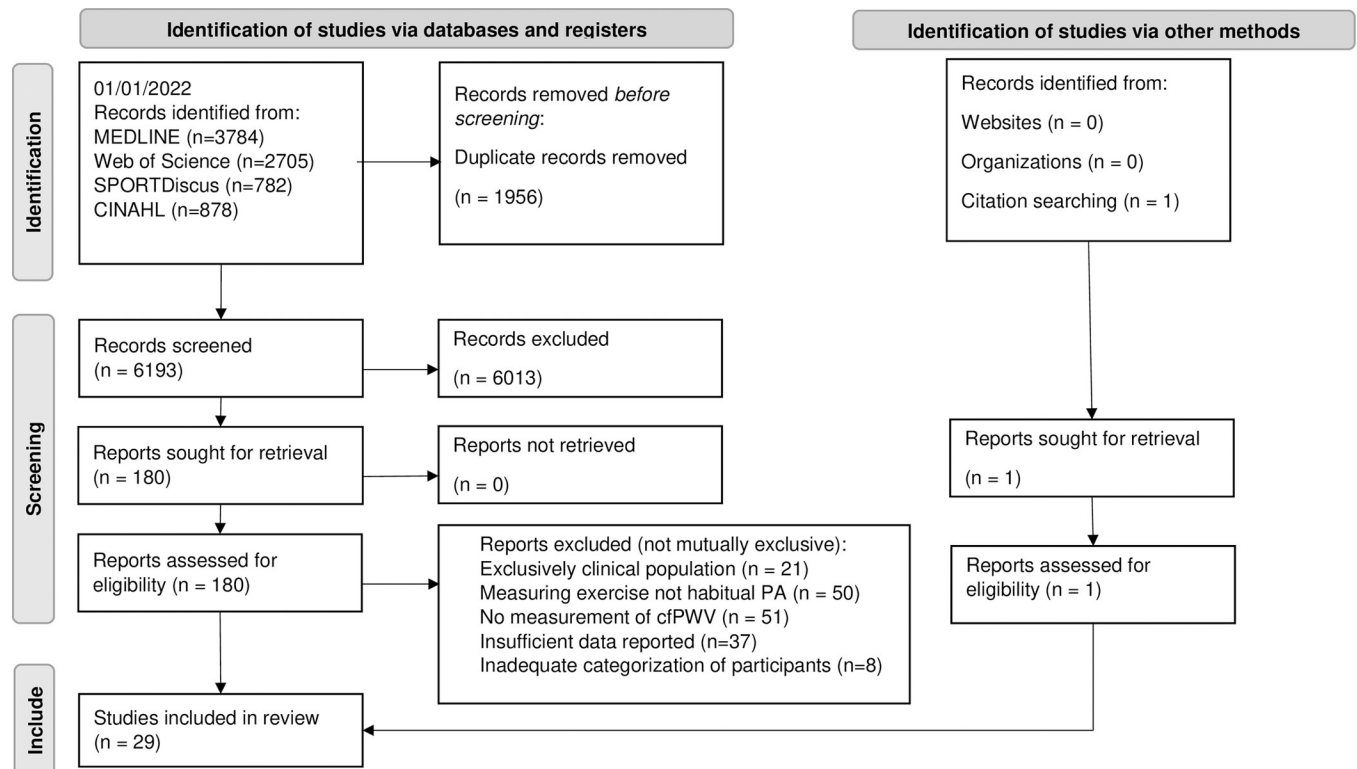 Identification of studies via databases and registers
Identification of studies via other methods
Identification
01/01/2022
Records identified from:
MEDLINE (n=3784)
Web of Science (n=2705)
SPORTDiscus (n=782)
CINAHL (n=878)
Records removed before
screening:
Duplicate records removed
(n = 1956)
Records identified from:
Websites (n = 0)
Organizations (n = 0)
Citation searching (n = 1)
Screening
Records screened
(n = 6193)
Records excluded
(n = 6013)
Reports sought for retrieval
(n = 180)
Reports not retrieved
(n = 0)
Reports sought for retrieval
(n = 1)
Reports assessed for
eligibility (n = 180)
Reports excluded (not mutually exclusive):
Exclusively clinical population (n = 21)
Measuring exercise not habitual PA (n = 50)
No measurement of cfPWV (n = 51)
Insufficient data reported (n=37)
Inadequate categorization of participants (n=8)
Reports assessed for
eligibility (n = 1)
Include
Studies included in review
(n = 29)